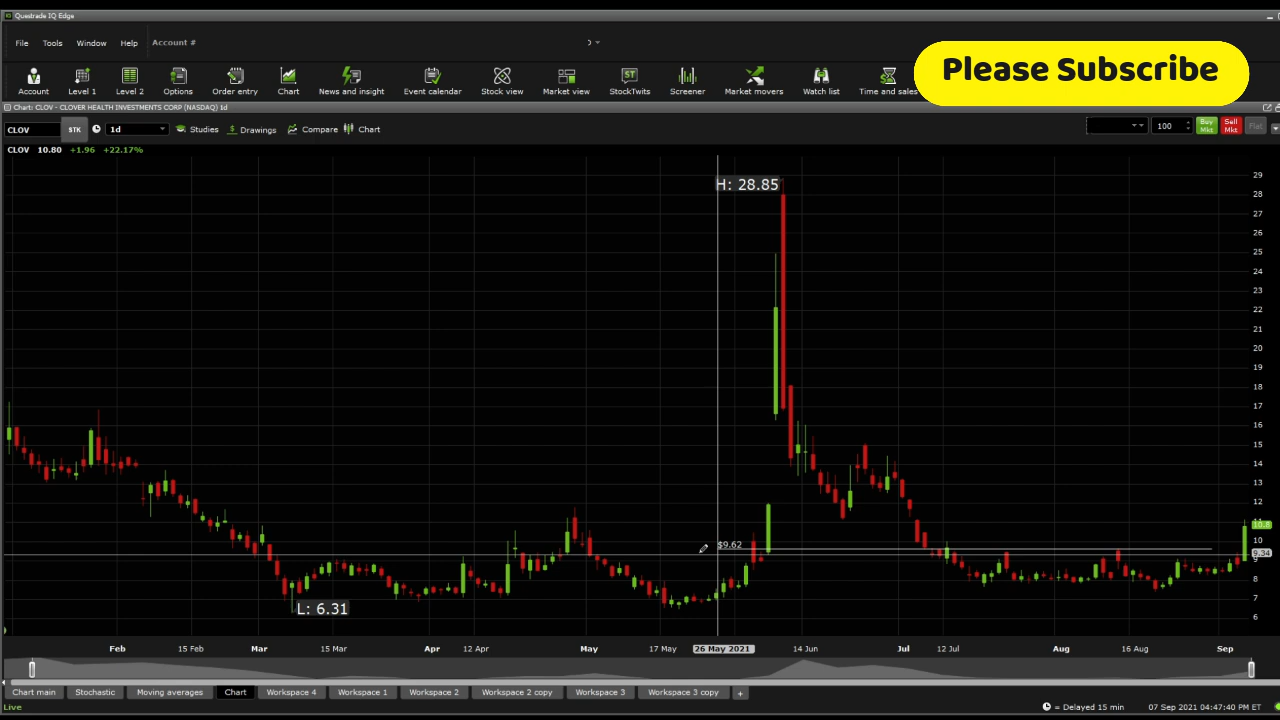 Questrade IQ Edge
File Tools Window Help Account #
Please Subscribe
Account Level 1 Level 2 Options Order entry Chart News and insight Event calendar Stock view Market view StockTwits Screener Market movers Watch list Time and sales
Chart: CLOV - CLOVER HEALTH INVESTMENTS CORP (NASDAQ) 1d
CLOV STK 1d Studies Drawings Compare Chart 100 Buy Mkt Sell Mkt Flat
CLOV 10.80 +1.96 +22.17%
H: 28.85
29
28
27
26
25
24
23
22
21
20
19
18
17
16
15
14
13
12
11
10.8
10
$9.62
9.34
9
8
7
L: 6.31
6
Feb 15 Feb Mar 15 Mar Apr 12 Apr May 17 May 26 May 2021 14 Jun Jul 12 Jul Aug 16 Aug Sep
Chart main Stochastic Moving averages Chart Workspace 4 Workspace 1 Workspace 2 Workspace 2 copy Workspace 3 Workspace 3 copy +
Live = Delayed 15 min 07 Sep 2021 04:47:40 PM ET